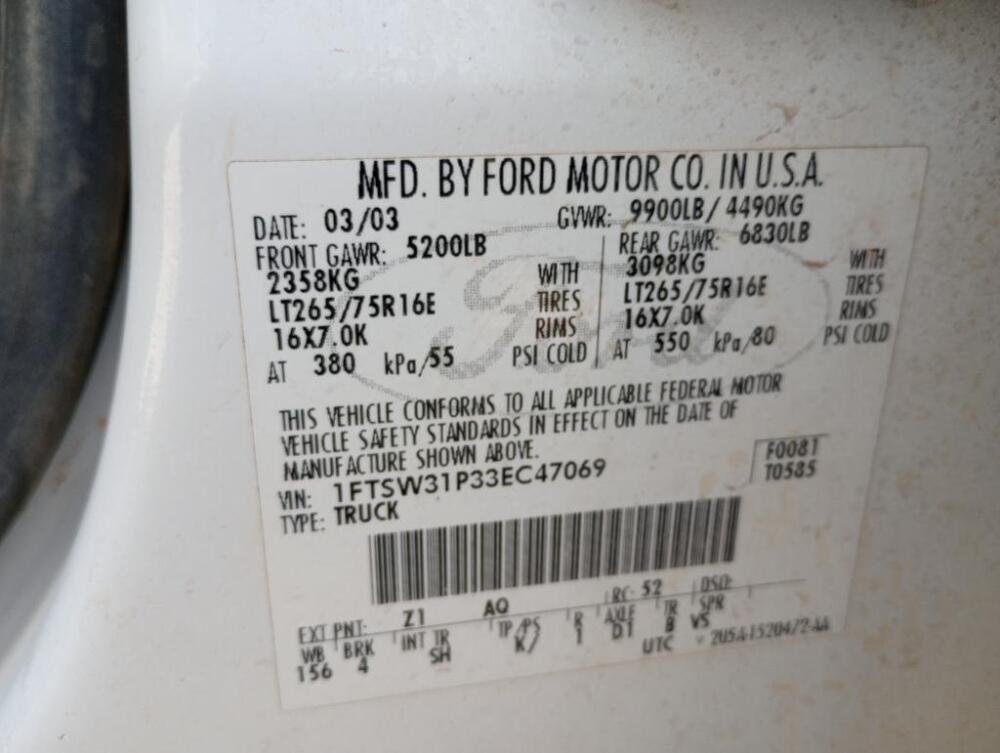 MFD. BY FORD MOTOR CO. IN U.S.A.
DATE: 03/03 GVWR: 9900LB/ 4490KG
FRONT GAWR: 5200LB REAR GAWR: 6830LB
2358KG WITH 3098KG WITH
LT265/75R16E TIRES LT265/75R16E TIRES
16X7.0K RIMS 16X7.0K RIMS
AT 380 kPa/55 PSI COLD AT 550 kPa/80 PSI COLD
THIS VEHICLE CONFORMS TO ALL APPLICABLE FEDERAL MOTOR
VEHICLE SAFETY STANDARDS IN EFFECT ON THE DATE OF
MANUFACTURE SHOWN ABOVE.
F0081
VIN: 1FTSW31P33EC47069 T0585
TYPE: TRUCK
EXT PNT: Z1 AQ RC: 52 DSO:
WB BRK INT TR TP/PS R AXLE TR SPR
156 4 SH 1 D1 B VS
UTC
Ford